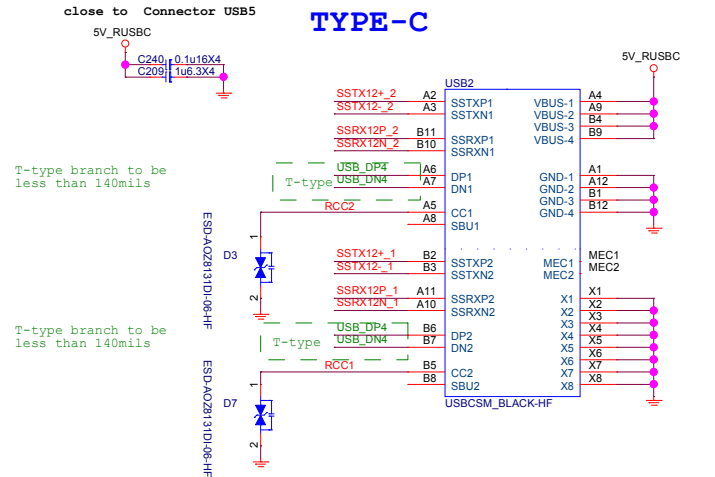 close to Connector USB5
TYPE-C
5V_RUSBC
C240 0.1u16X4
C209 1u6.3X4
5V_RUSBC
USB2
SSTX12+_2 A2 SSTXP1 VBUS-1 A4
SSTX12-_2 A3 SSTXN1 VBUS-2 A9
VBUS-3 B4
SSRX12P_2 B11 SSRXP1 VBUS-4 B9
SSRX12N_2 B10 SSRXN1
T-type branch to be
less than 140mils
T-type
USB_DP4 A6 DP1 GND-1 A1
USB_DN4 A7 DN1 GND-2 A12
GND-3 B1
RCC2 A5 CC1 GND-4 B12
A8 SBU1
D3
1
2
ESD-AOZ8131DI-06-HF
SSTX12+_1 B2 SSTXP2 MEC1 MEC1
SSTX12-_1 B3 SSTXN2 MEC2 MEC2
SSRX12P_1 A11 SSRXP2 X1 X1
SSRX12N_1 A10 SSRXN2 X2 X2
X3 X3
T-type branch to be
less than 140mils
T-type
USB_DP4 B6 DP2 X4 X4
USB_DN4 B7 DN2 X5 X5
X6 X6
RCC1 B5 CC2 X7 X7
B8 SBU2 X8 X8
USBCSM_BLACK-HF
D7
1
2
ESD-AOZ8131DI-06-HF